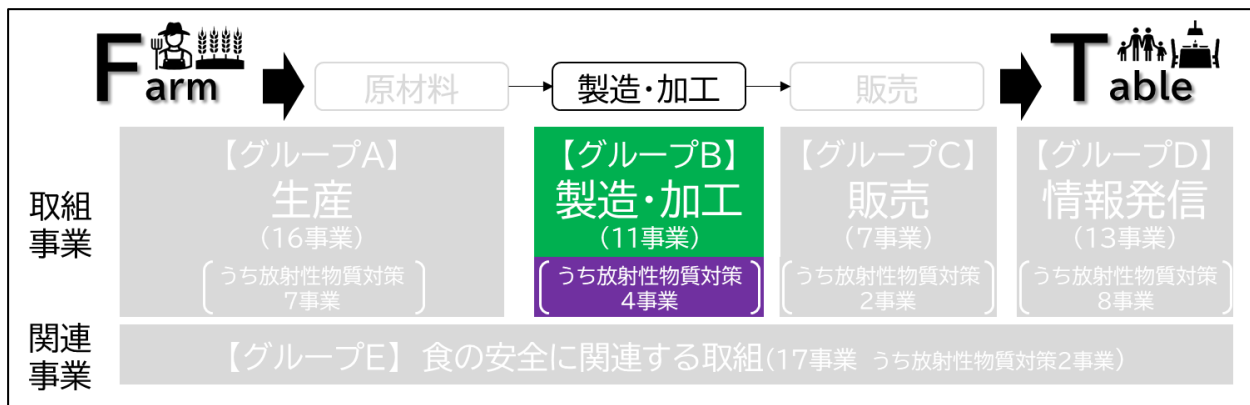 Farm
原材料
製造・加工
販売
Table
取組
事業
【グループA】
生産
（16事業）
うち放射性物質対策
7事業
【グループB】
製造・加工
（11事業）
うち放射性物質対策
4事業
【グループC】
販売
（7事業）
うち放射性物質対策
2事業
【グループD】
情報発信
（13事業）
うち放射性物質対策
8事業
関連
事業
【グループE】食の安全に関連する取組（17事業 うち放射性物質対策2事業）